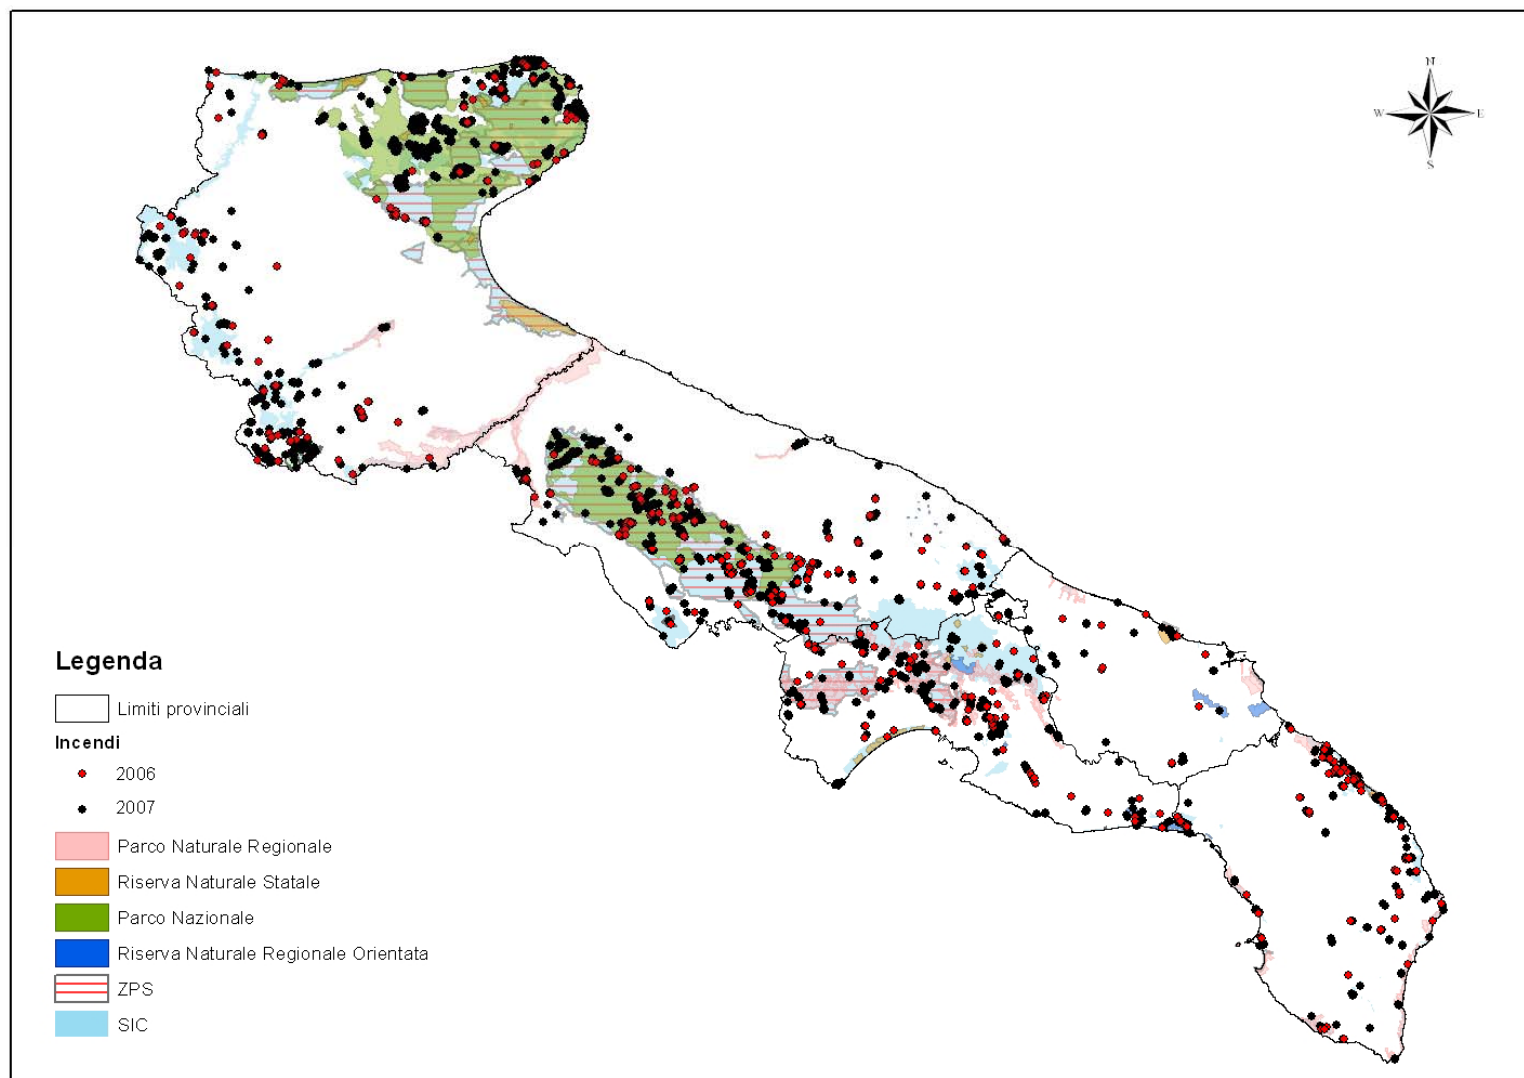 N
W E
S
Legenda
Limiti provinciali
Incendi
2006
2007
Parco Naturale Regionale
Riserva Naturale Statale
Parco Nazionale
Riserva Naturale Regionale Orientata
ZPS
SIC